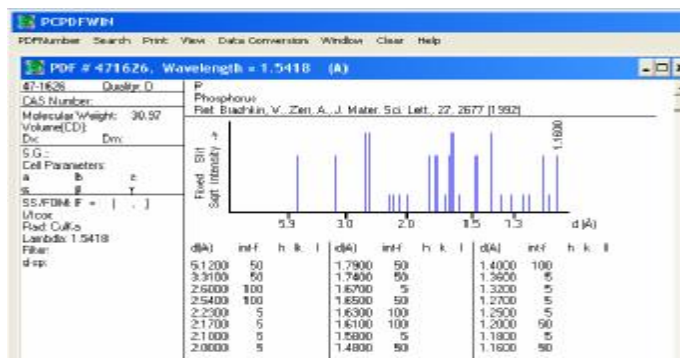 PCPDFWIN
PDFNumber Search Print View Data Conversion Window Clear Help
PDF # 471626, Wavelength = 1.5418 (A)
47-1626 Quality: D
CAS Number:
Molecular Weight: 30.97
Volume[CD]:
Dx: Dm:
S.G.:
Cell Parameters:
a b c
SS/FOM: F = ( , )
I/Icor:
Rad: CuKa
Lambda: 1.5418
Filter:
d-sp:
P
Phosphorus
Ref: Brazhkin, V., Zerr, A., J. Mater. Sci. Lett., 27, 2677 (1992)
Fixed Slit
Sqrt Intensity ->
1.1600
5.9 3.0 2.0 1.5 1.3 d (A)
d(A) int-f h k l d(A) int-f h k l d(A) int-f h k l
5.1200 50 1.7900 50 1.4000 100
3.3100 50 1.7400 50 1.3600 5
2.6000 100 1.6700 5 1.3200 5
2.5400 100 1.6500 50 1.2700 5
2.2300 5 1.6300 100 1.2500 5
2.1700 5 1.6100 100 1.2000 50
2.1000 5 1.5800 5 1.1800 5
2.0000 5 1.4800 50 1.1600 50